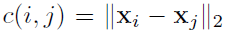 c(i, j) = ‖x_i − x_j‖_2